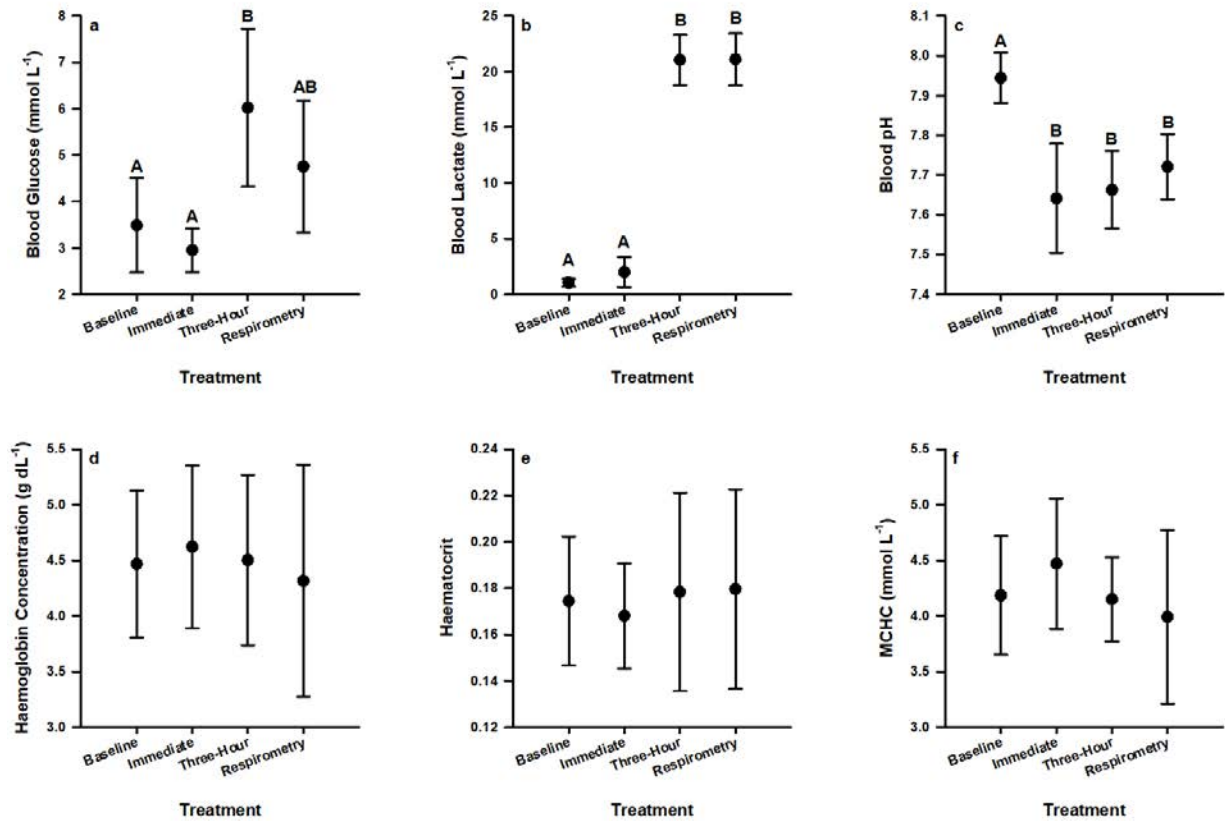 a
Blood Glucose (mmol L⁻¹)
8
7
6
5
4
3
2
A
A
B
AB
Baseline
Immediate
Three-Hour
Respirometry
Treatment
b
Blood Lactate (mmol L⁻¹)
25
20
15
10
5
0
A
A
B
B
Baseline
Immediate
Three-Hour
Respirometry
Treatment
c
Blood pH
8.1
8.0
7.9
7.8
7.7
7.6
7.5
7.4
A
B
B
B
Baseline
Immediate
Three-Hour
Respirometry
Treatment
d
Haemoglobin Concentration (g dL⁻¹)
5.5
5.0
4.5
4.0
3.5
3.0
Baseline
Immediate
Three-Hour
Respirometry
Treatment
e
Haematocrit
0.24
0.22
0.20
0.18
0.16
0.14
0.12
Baseline
Immediate
Three-Hour
Respirometry
Treatment
f
MCHC (mmol L⁻¹)
5.5
5.0
4.5
4.0
3.5
3.0
Baseline
Immediate
Three-Hour
Respirometry
Treatment